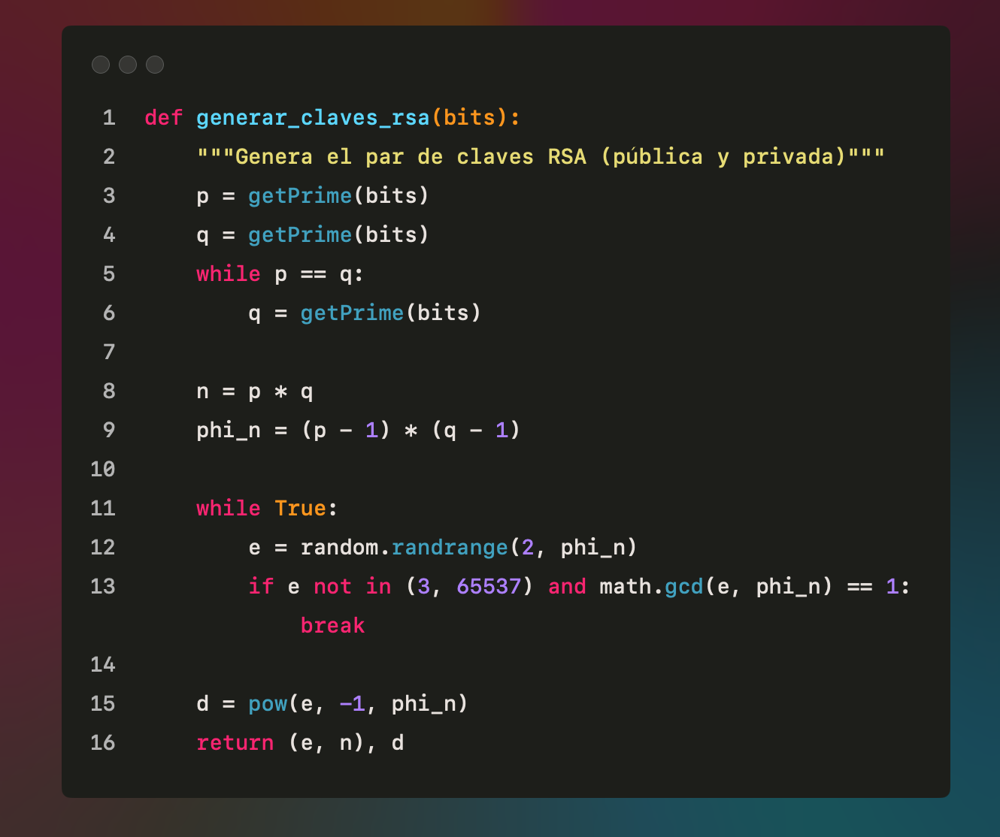 1 def generar_claves_rsa(bits):
2     """Genera el par de claves RSA (pública y privada)"""
3     p = getPrime(bits)
4     q = getPrime(bits)
5     while p == q:
6         q = getPrime(bits)
7
8     n = p * q
9     phi_n = (p - 1) * (q - 1)
10
11     while True:
12         e = random.randrange(2, phi_n)
13         if e not in (3, 65537) and math.gcd(e, phi_n) == 1:
            break
14
15     d = pow(e, -1, phi_n)
16     return (e, n), d